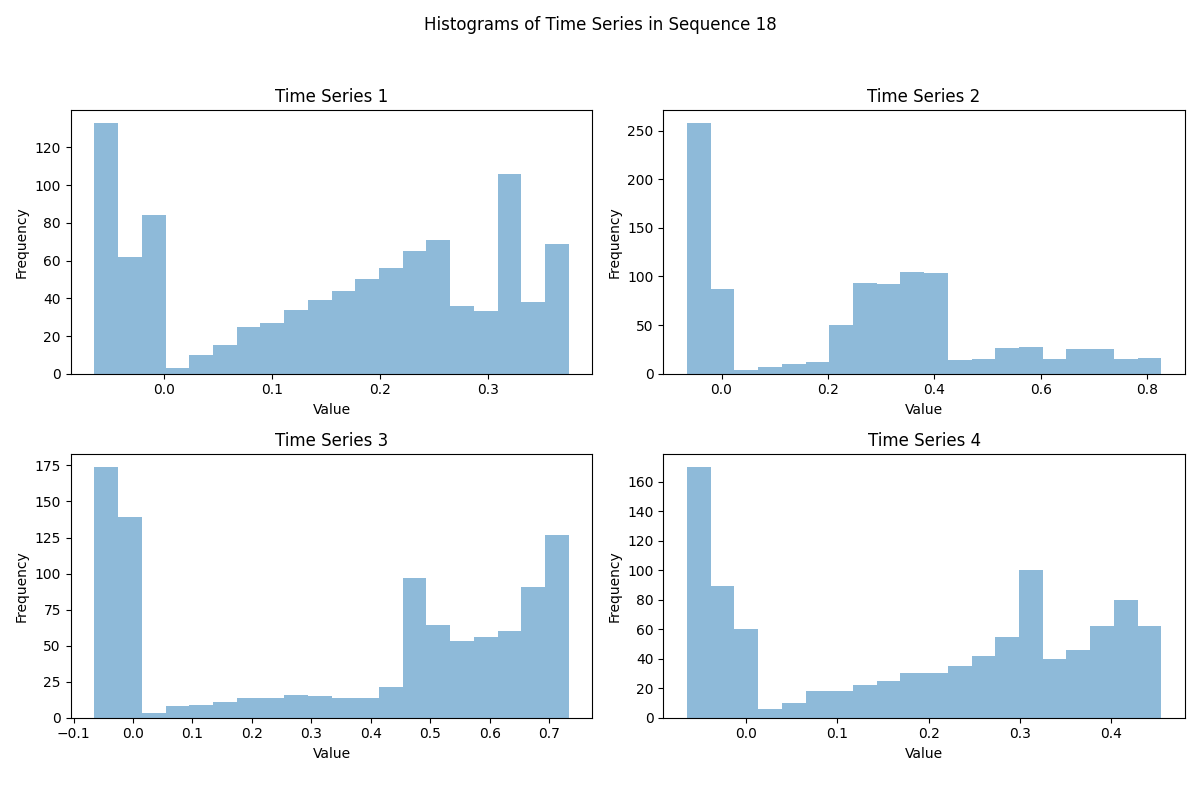 Histograms of Time Series in Sequence 18
Time Series 1
Frequency
120
100
80
60
40
20
0
0.0 0.1 0.2 0.3
Value
Time Series 2
Frequency
250
200
150
100
50
0
0.0 0.2 0.4 0.6 0.8
Value
Time Series 3
Frequency
175
150
125
100
75
50
25
0
−0.1 0.0 0.1 0.2 0.3 0.4 0.5 0.6 0.7
Value
Time Series 4
Frequency
160
140
120
100
80
60
40
20
0
0.0 0.1 0.2 0.3 0.4
Value